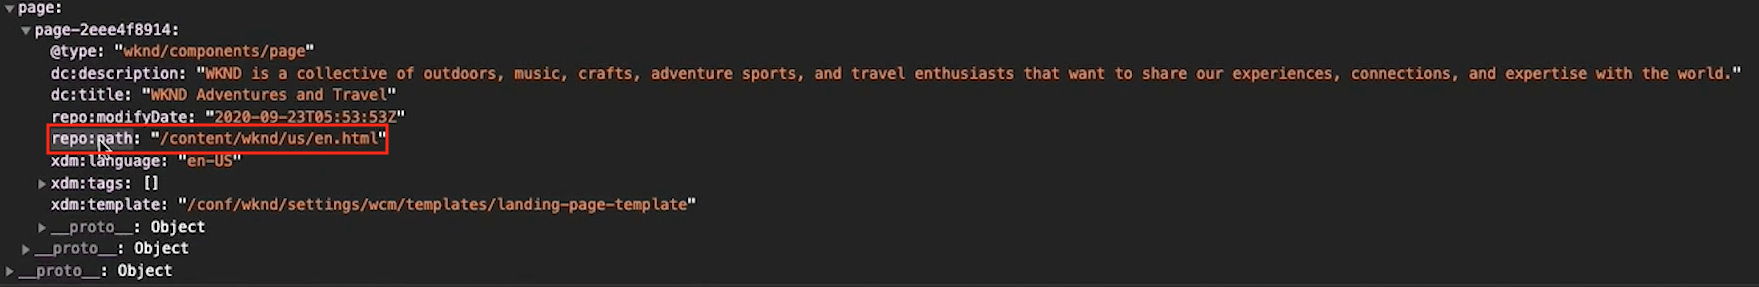 page:
page-2eee4f8914:
@type: "wknd/components/page"
dc:description: "WKND is a collective of outdoors, music, crafts, adventure sports, and travel enthusiasts that want to share our experiences, connections, and expertise with the world."
dc:title: "WKND Adventures and Travel"
repo:modifyDate: "2020-09-23T05:53:53Z"
repo:path: "/content/wknd/us/en.html"
xdm:language: "en-US"
xdm:tags: []
xdm:template: "/conf/wknd/settings/wcm/templates/landing-page-template"
__proto__: Object
__proto__: Object
__proto__: Object